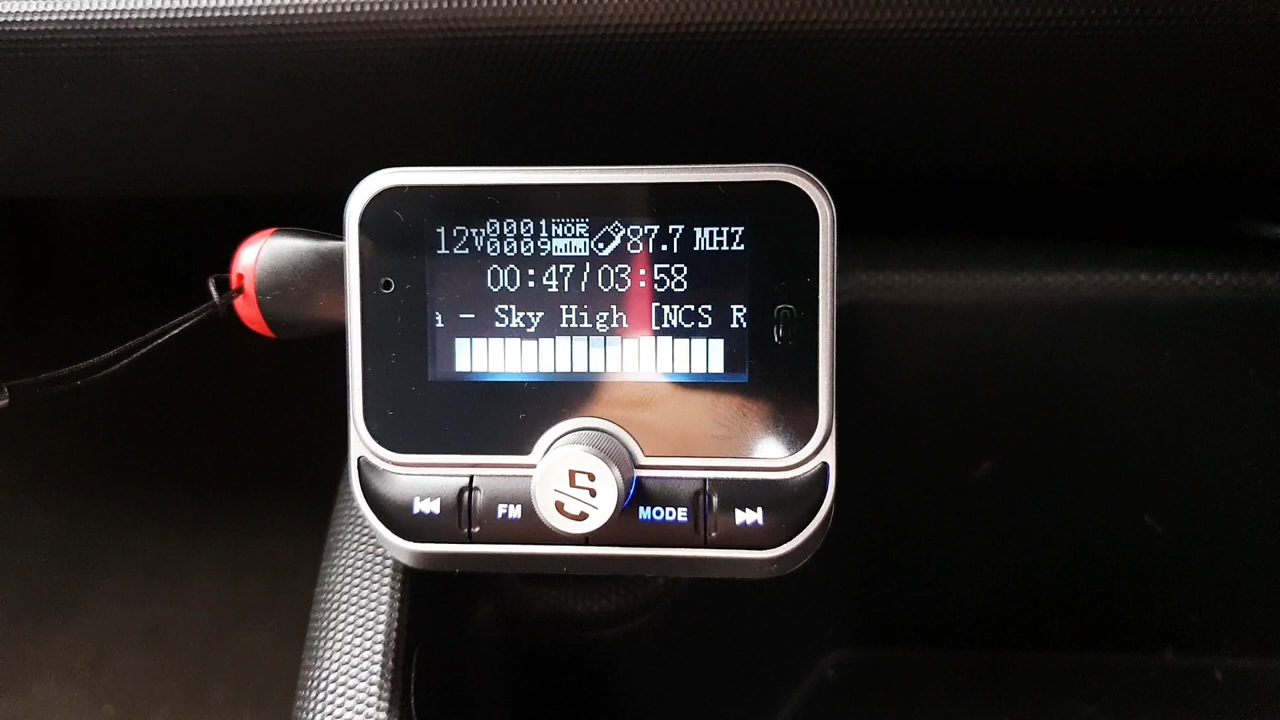 12V 0001 NOR 87.7 MHZ
0009
00:47/03:58
a - Sky High [NCS R
FM MODE